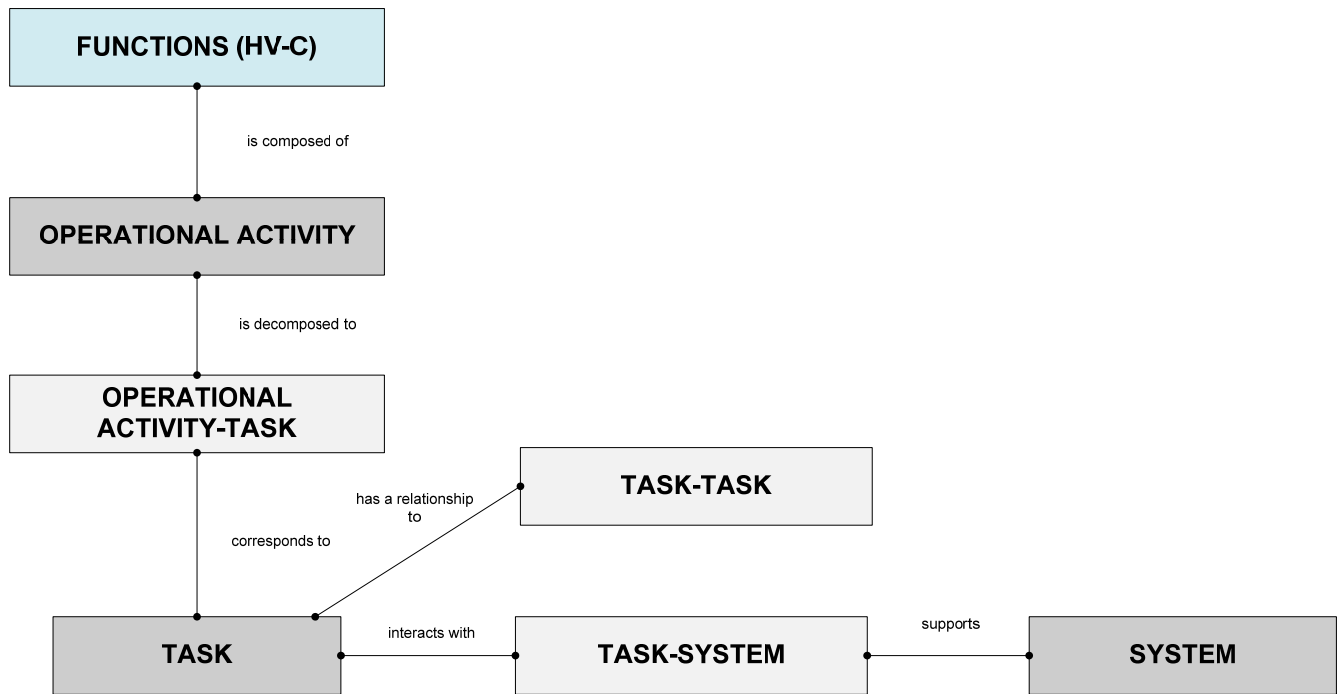 FUNCTIONS (HV-C)
is composed of
OPERATIONAL ACTIVITY
is decomposed to
OPERATIONAL
ACTIVITY-TASK
TASK-TASK
has a relationship
to
corresponds to
TASK
interacts with
TASK-SYSTEM
supports
SYSTEM